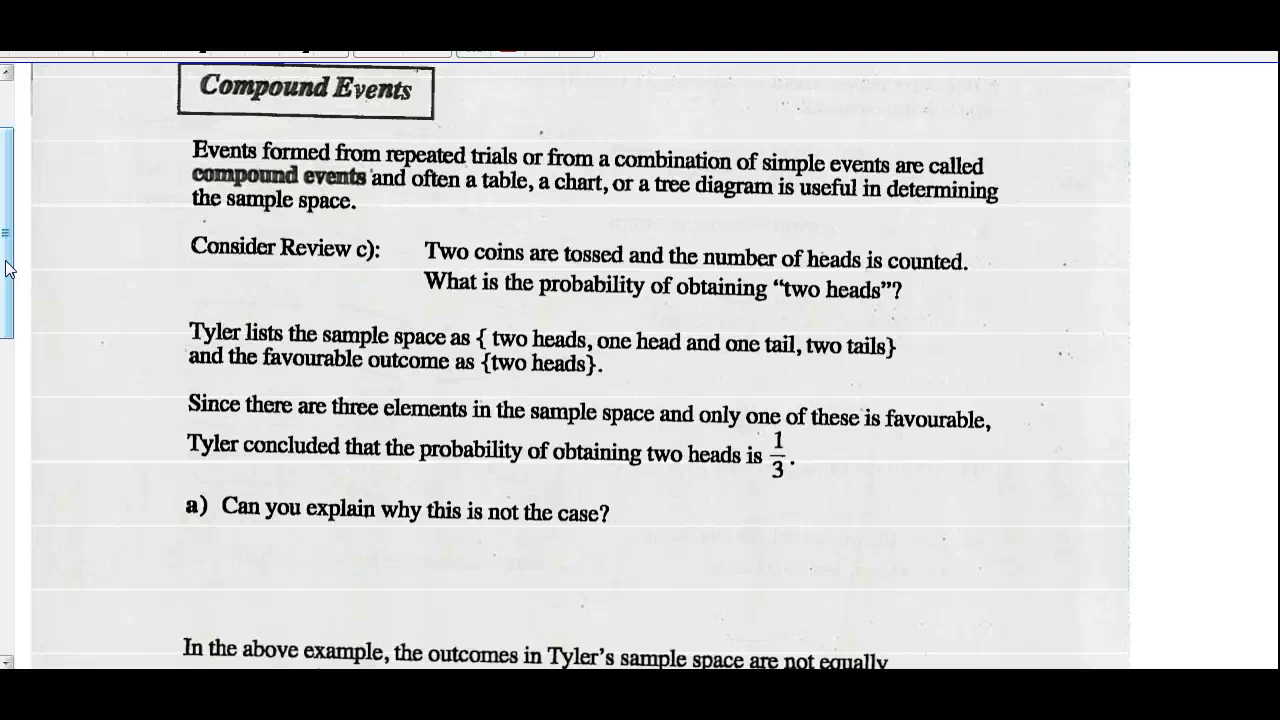 Compound Events
Events formed from repeated trials or from a combination of simple events are called
compound events and often a table, a chart, or a tree diagram is useful in determining
the sample space.
Consider Review c): Two coins are tossed and the number of heads is counted.
What is the probability of obtaining “two heads”?
Tyler lists the sample space as { two heads, one head and one tail, two tails}
and the favourable outcome as {two heads}.
Since there are three elements in the sample space and only one of these is favourable,
Tyler concluded that the probability of obtaining two heads is 1/3.
a) Can you explain why this is not the case?
In the above example, the outcomes in Tyler’s sample space are not equally